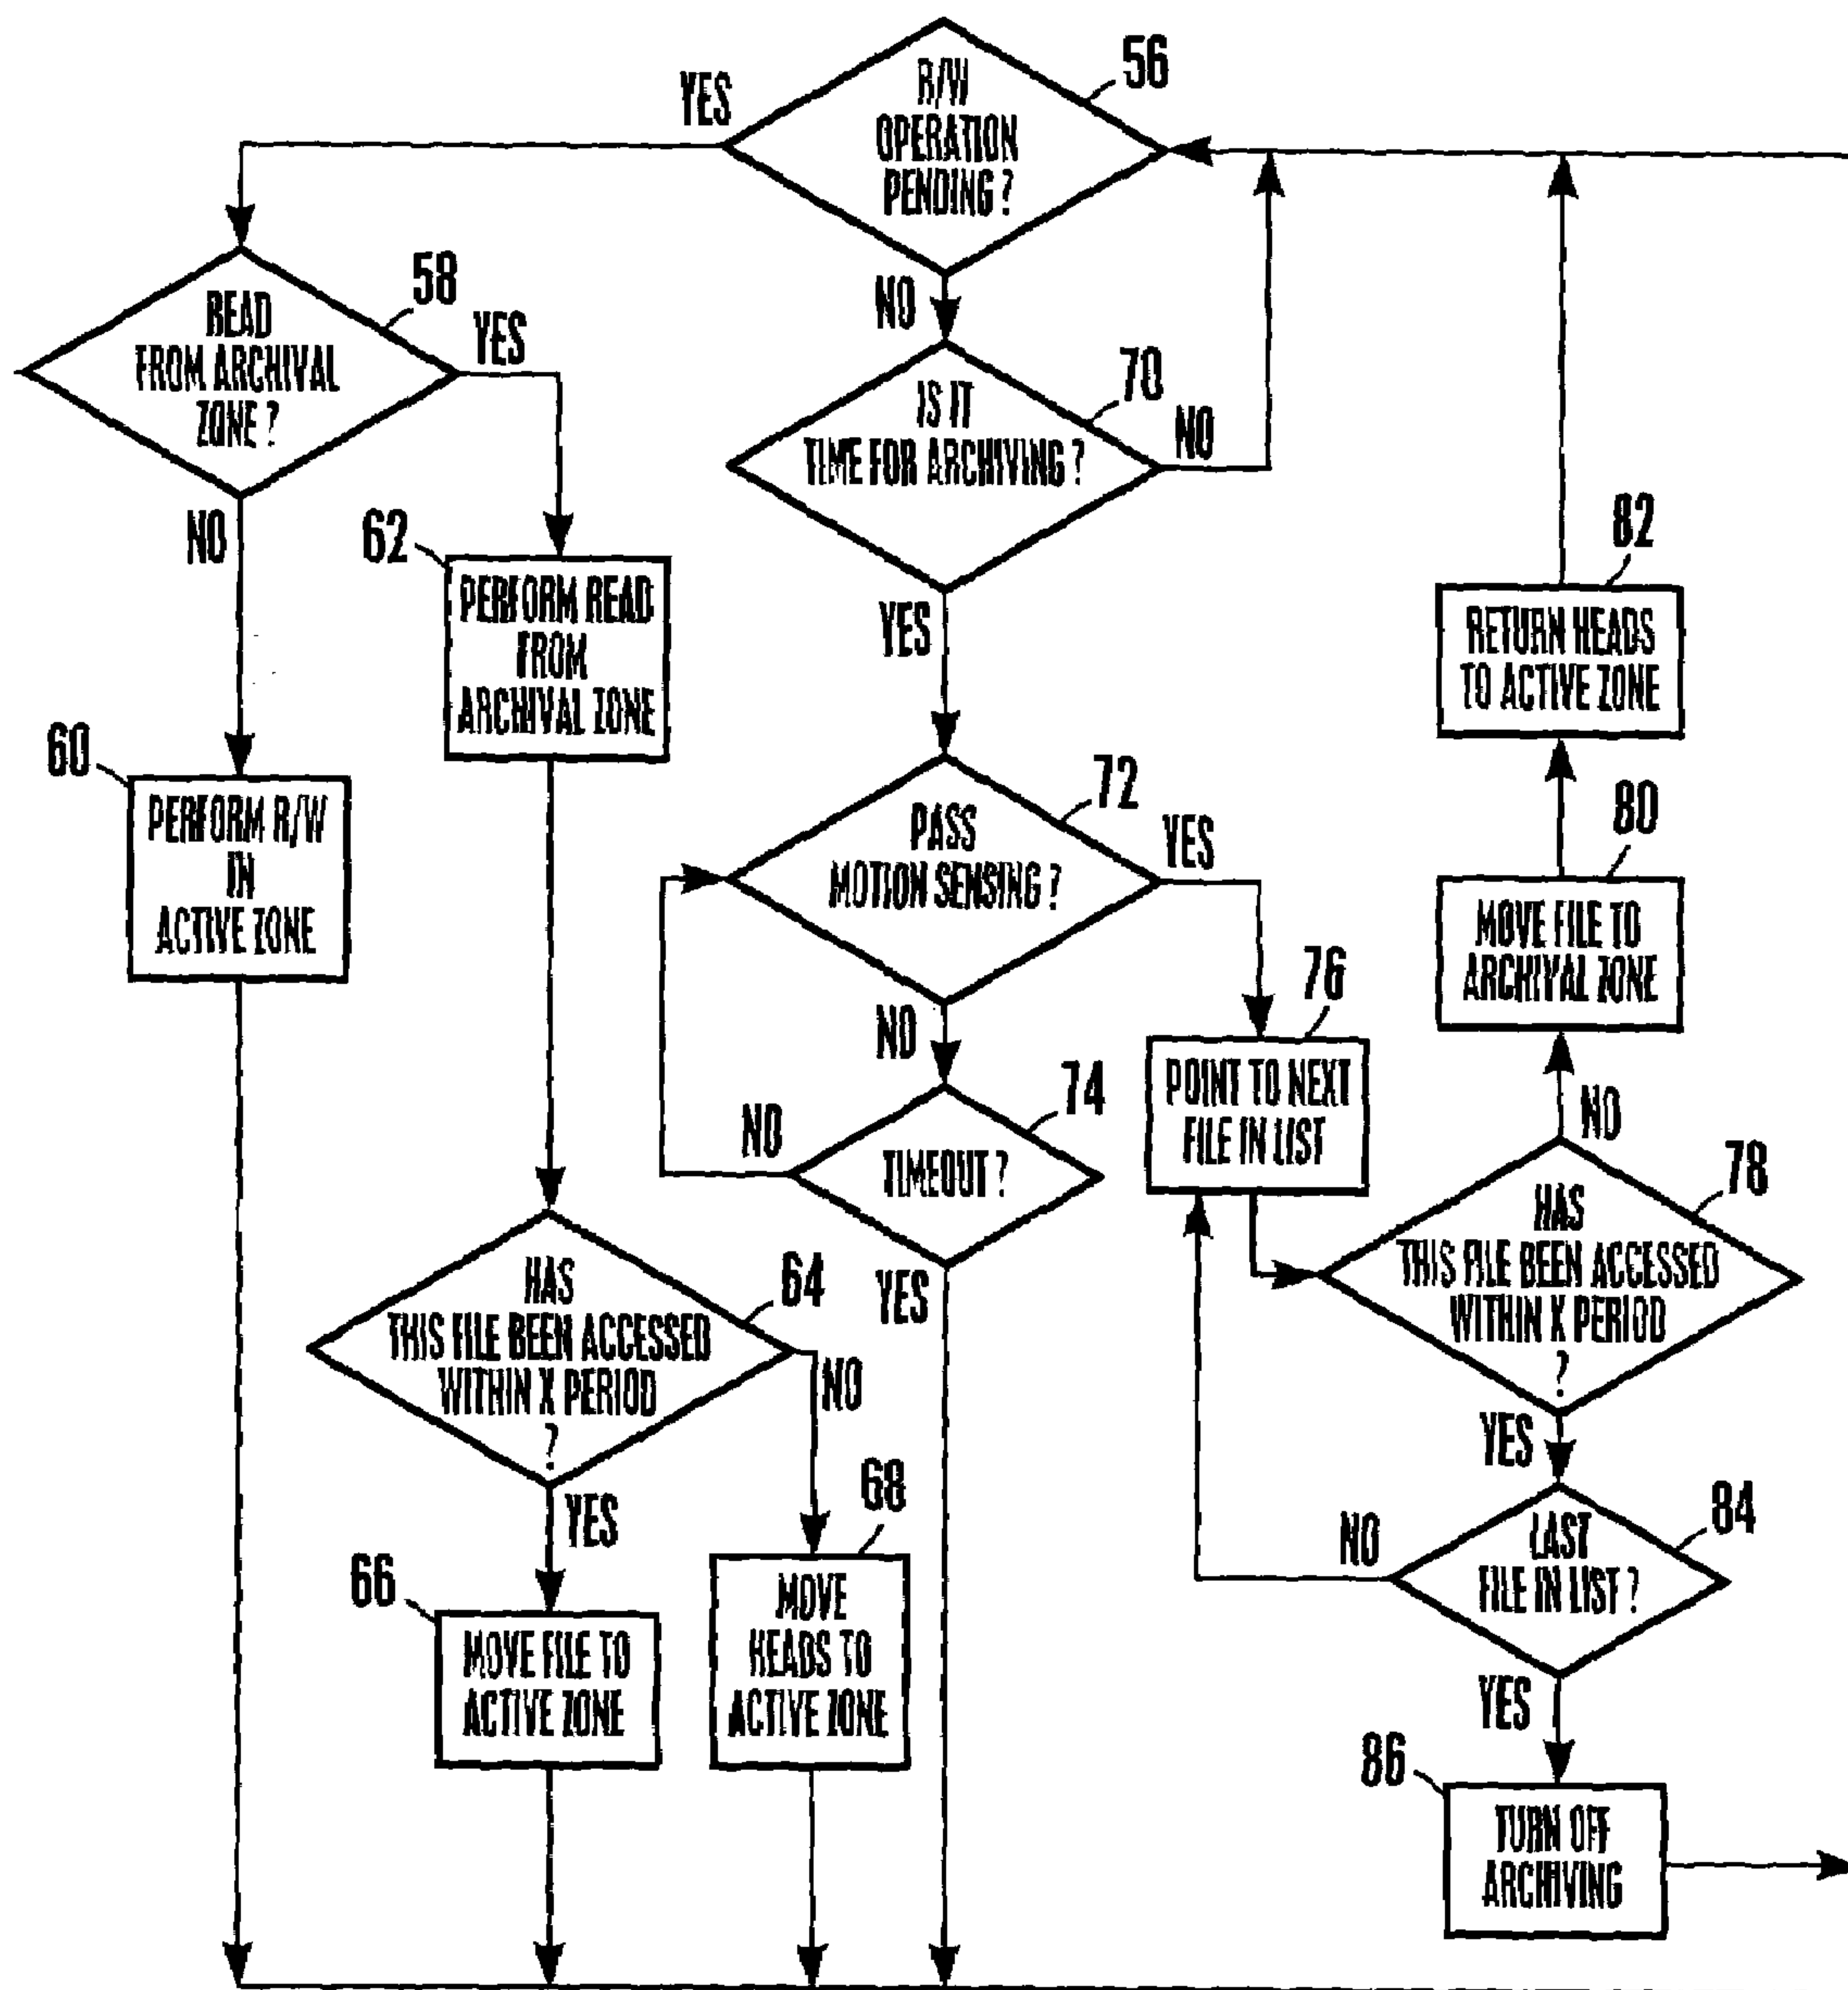 56
YES
R/W
OPERATION
PENDING ?
NO
58
READ
FROM ARCHIVAL
ZONE ?
YES
NO
70
IS IT
TIME FOR ARCHIVING ?
NO
YES
62
PERFORM READ
FROM
ARCHIVAL ZONE
82
RETURN HEADS
TO ACTIVE ZONE
60
PERFORM R/W
IN
ACTIVE ZONE
72
PASS
MOTION SENSING ?
YES
NO
80
MOVE FILE TO
ARCHIVAL ZONE
76
POINT TO NEXT
FILE IN LIST
74
NO
TIMEOUT ?
YES
NO
78
HAS
THIS FILE BEEN ACCESSED
WITHIN X PERIOD
?
YES
64
HAS
THIS FILE BEEN ACCESSED
WITHIN X PERIOD
?
NO
YES
68
MOVE
HEADS TO
ACTIVE ZONE
66
MOVE FILE TO
ACTIVE ZONE
84
NO
LAST
FILE IN LIST ?
YES
86
TURN OFF
ARCHIVING